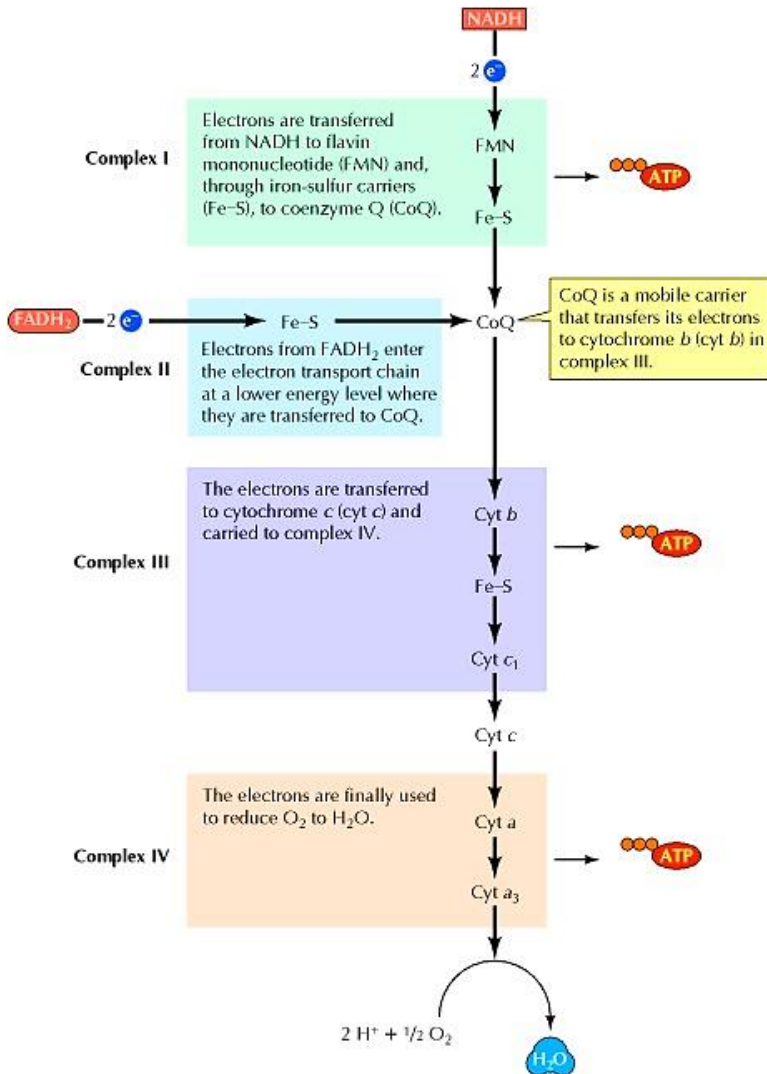 NADH
2 e⁻
Complex I
Electrons are transferred
from NADH to flavin
mononucleotide (FMN) and,
through iron-sulfur carriers
(Fe–S), to coenzyme Q (CoQ).
FMN
Fe–S
ATP
FADH₂
2 e⁻
Fe–S
CoQ
CoQ is a mobile carrier
that transfers its electrons
to cytochrome b (cyt b) in
complex III.
Complex II
Electrons from FADH₂ enter
the electron transport chain
at a lower energy level where
they are transferred to CoQ.
Complex III
The electrons are transferred
to cytochrome c (cyt c) and
carried to complex IV.
Cyt b
Fe–S
Cyt c₁
ATP
Cyt c
Complex IV
The electrons are finally used
to reduce O₂ to H₂O.
Cyt a
Cyt a₃
ATP
2 H⁺ + 1/2 O₂
H₂O